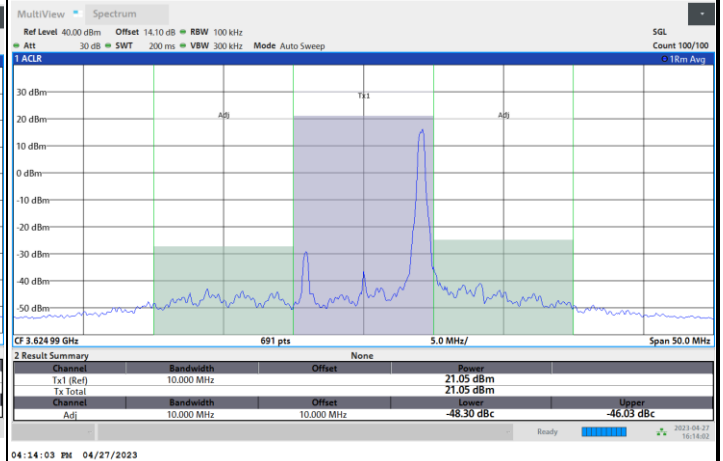 MultiView Spectrum
Ref Level 40.00 dBm Offset 14.10 dB RBW 100 kHz SGL
Att 30 dB SWT 200 ms VBW 300 kHz Mode Auto Sweep Count 100/100
1 ACLR 1Rm Avg
Tx1
Adj Adj
30 dBm
20 dBm
10 dBm
0 dBm
-10 dBm
-20 dBm
-30 dBm
-40 dBm
-50 dBm
CF 3.624 99 GHz 691 pts 5.0 MHz/ Span 50.0 MHz
2 Result Summary None
Channel Bandwidth Offset Power
Tx1 (Ref) 10.000 MHz 21.05 dBm
Tx Total 21.05 dBm
Channel Bandwidth Offset Lower Upper
Adj 10.000 MHz 10.000 MHz -48.30 dBc -46.03 dBc
Ready 2023-04-27
16:14:02
04:14:03 PM 04/27/2023